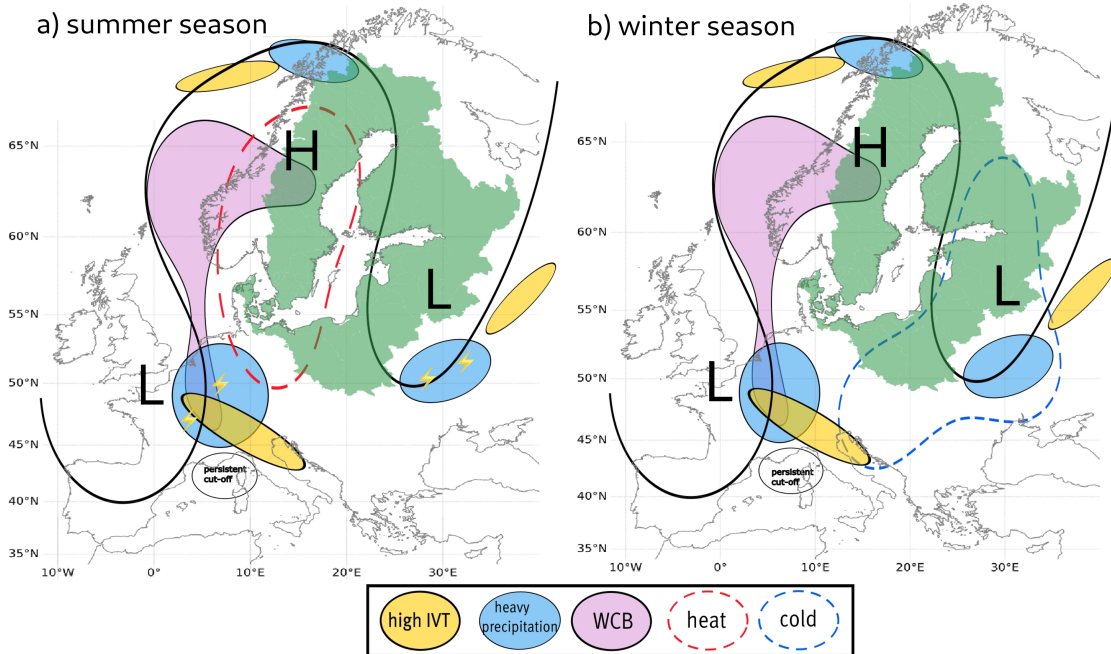 a) summer season
b) winter season
H
H
65°N
65°N
60°N
60°N
L
L
55°N
55°N
L
L
50°N
50°N
45°N
45°N
persistent
cut-off
persistent
cut-off
40°N
40°N
35°N
35°N
10°W 0° 10°E 20°E 30°E
10°W 0° 10°E 20°E 30°E
high IVT
heavy
precipitation
WCB
heat
cold